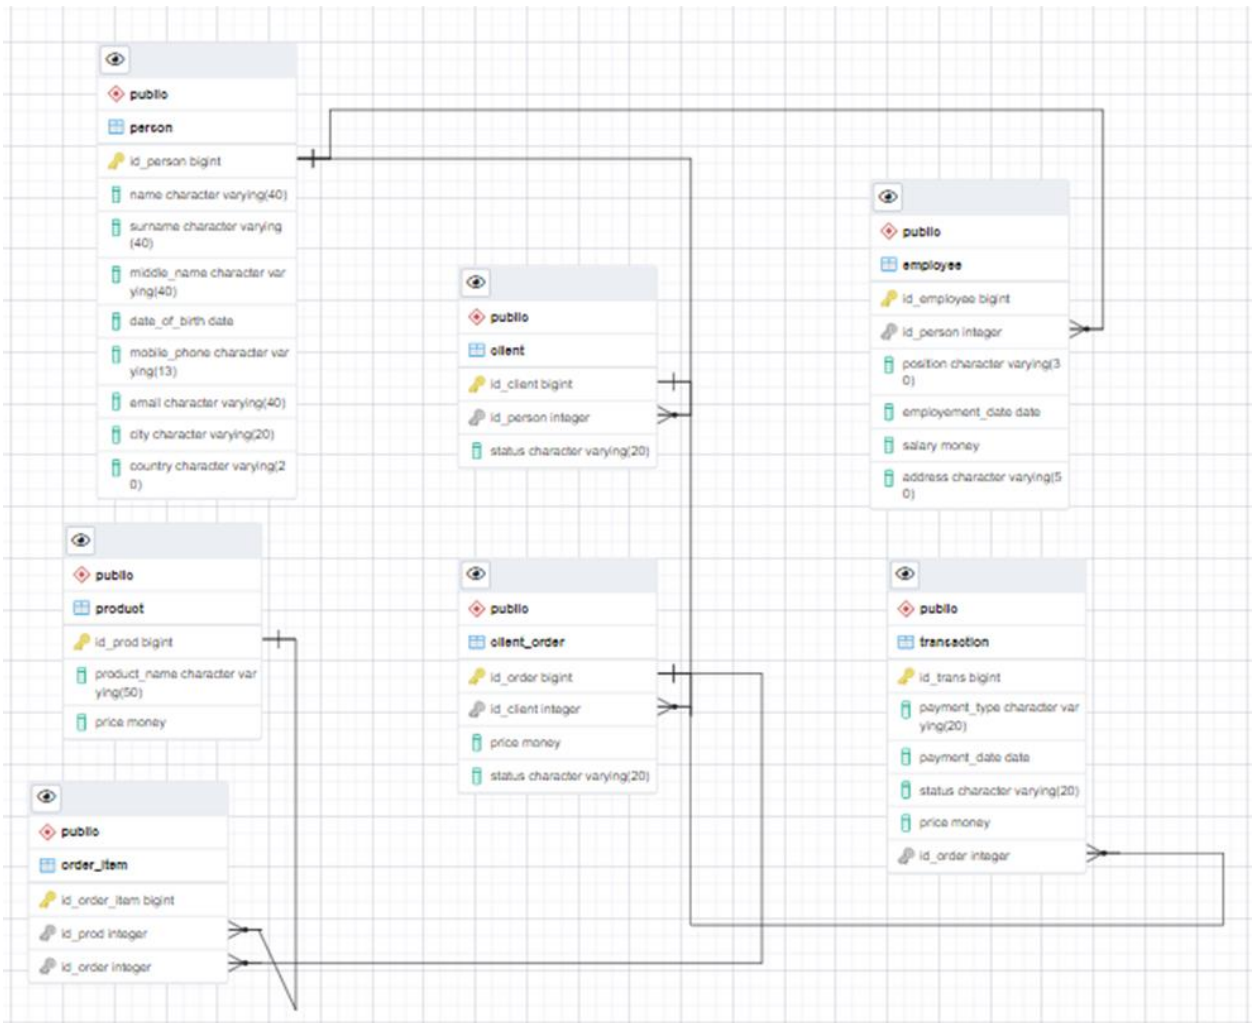 public
person
id_person bigint
name character varying(40)
surname character varying
(40)
middle_name character var
ying(40)
date_of_birth date
mobile_phone character var
ying(13)
email character varying(40)
city character varying(20)
country character varying(2
0)
public
client
id_client bigint
id_person integer
status character varying(20)
public
employee
id_employee bigint
id_person integer
position character varying(3
0)
employement_date date
salary money
address character varying(5
0)
public
product
id_prod bigint
product_name character var
ying(50)
price money
public
client_order
id_order bigint
id_client integer
price money
status character varying(20)
public
transaction
id_trans bigint
payment_type character var
ying(20)
payment_date date
status character varying(20)
price money
id_order integer
public
order_item
id_order_item bigint
id_prod integer
id_order integer